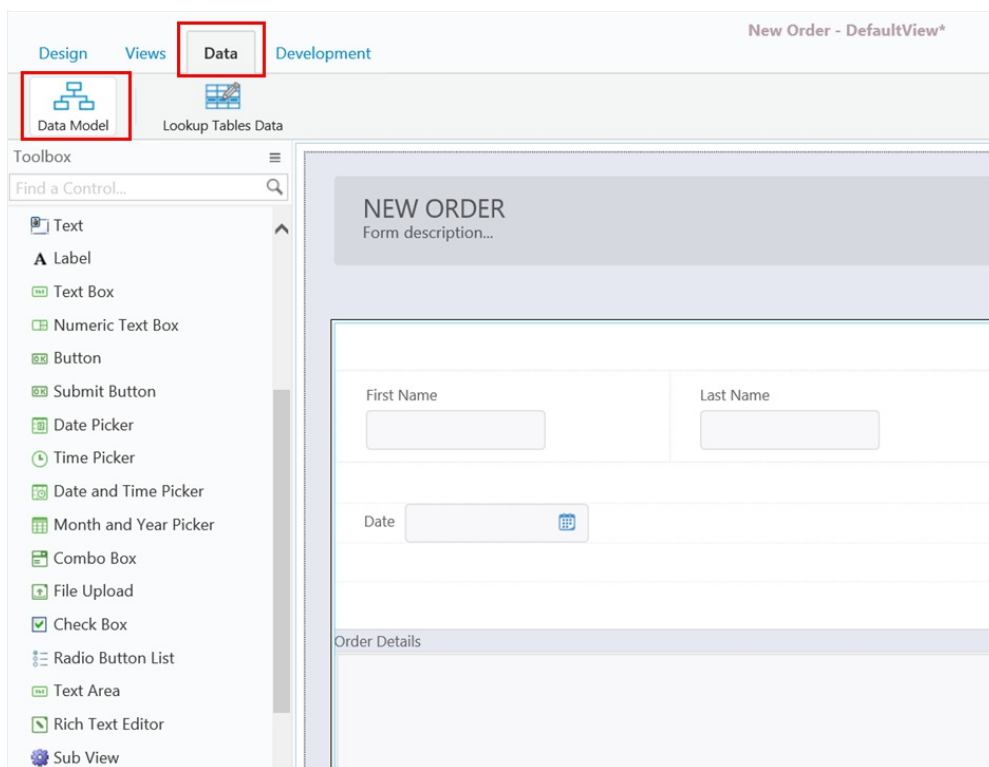 New Order - DefaultView*
Design Views Data Development
Data Model Lookup Tables Data
Toolbox
Find a Control...
Text
A Label
Text Box
Numeric Text Box
Button
Submit Button
Date Picker
Time Picker
Date and Time Picker
Month and Year Picker
Combo Box
File Upload
Check Box
Radio Button List
Text Area
Rich Text Editor
Sub View
NEW ORDER
Form description...
First Name Last Name
Date
Order Details